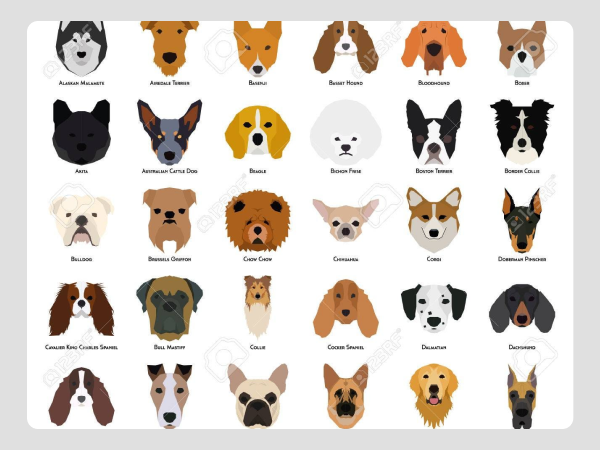 Alaskan Malamute
Airedale Terrier
Basenji
Basset Hound
Bloodhound
Boxer
Akita
Australian Cattle Dog
Beagle
Bichon Frise
Boston Terrier
Border Collie
Bulldog
Brussels Griffon
Chow Chow
Chihuahua
Corgi
Doberman Pinscher
Cavalier King Charles Spaniel
Bull Mastiff
Collie
Cocker Spaniel
Dalmatian
Dachshund